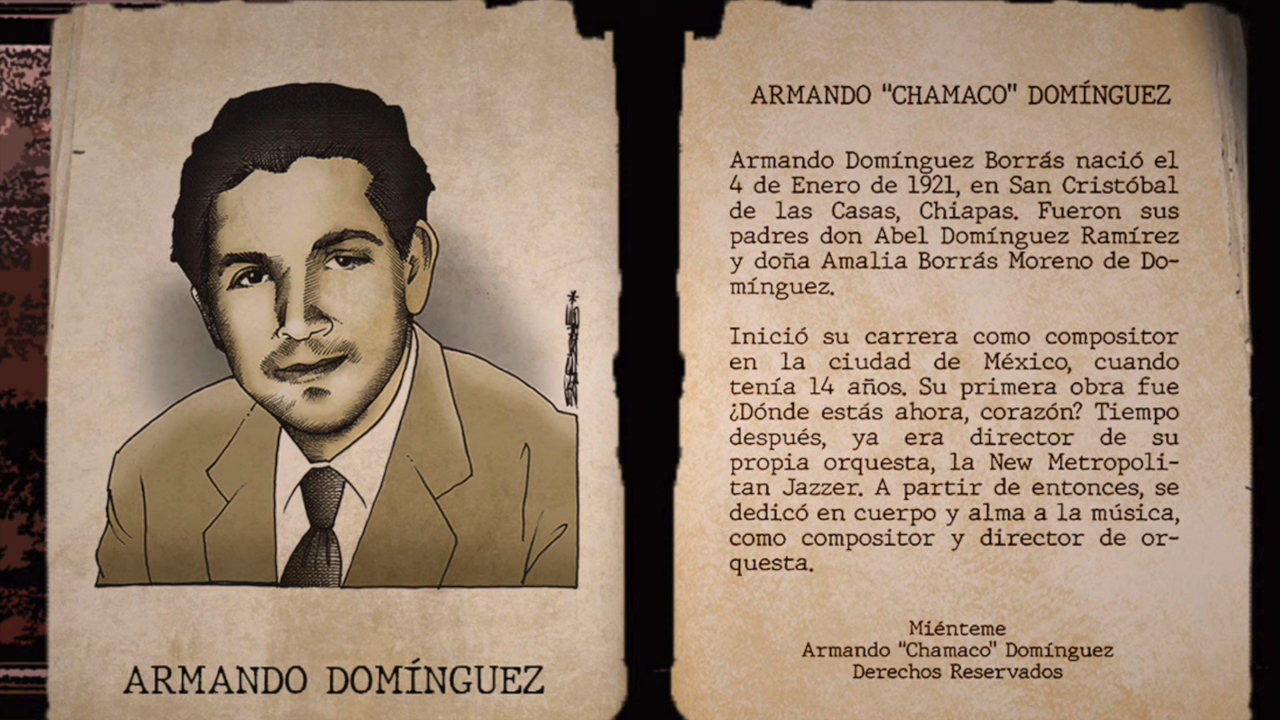 ARMANDO DOMÍNGUEZ
ARMANDO "CHAMACO" DOMÍNGUEZ
Armando Domínguez Borrás nació el
4 de Enero de 1921, en San Cristóbal
de las Casas, Chiapas. Fueron sus
padres don Abel Domínguez Ramírez
y doña Amalia Borrás Moreno de Do-
mínguez.
Inició su carrera como compositor
en la ciudad de México, cuando
tenía 14 años. Su primera obra fue
¿Dónde estás ahora, corazón? Tiempo
después, ya era director de su
propia orquesta, la New Metropoli-
tan Jazzer. A partir de entonces, se
dedicó en cuerpo y alma a la música,
como compositor y director de or-
questa.
Miénteme
Armando "Chamaco" Domínguez
Derechos Reservados